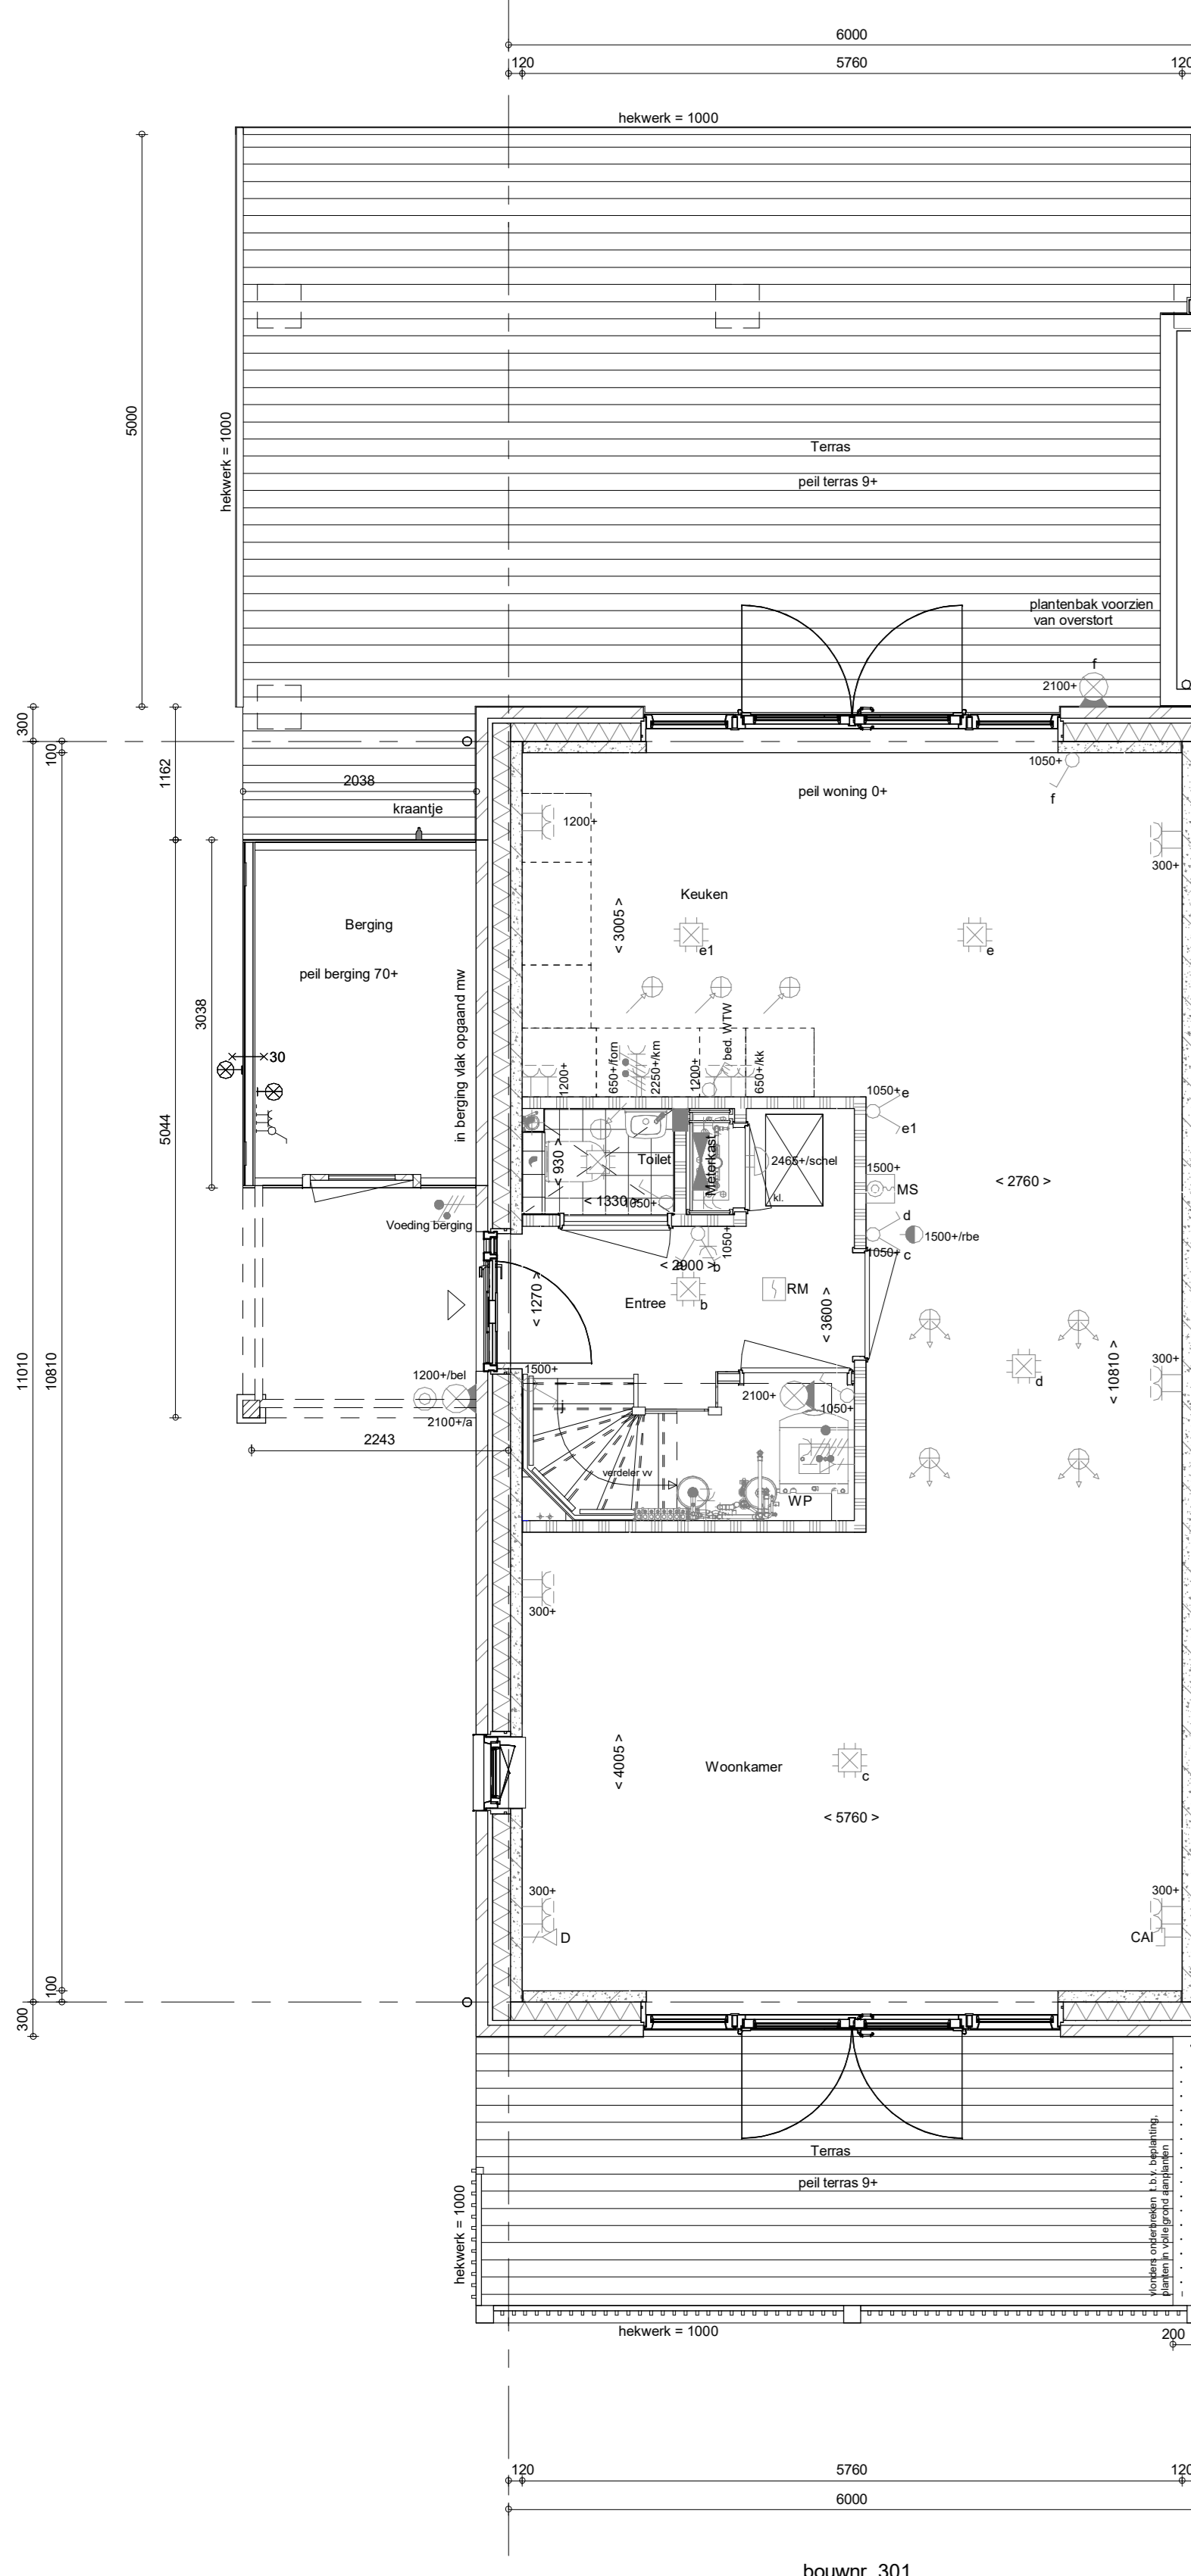 6000
120 5760 120
hekwerk = 1000
5000
hekwerk = 1000
Terras
peil terras 9+
plantenbak voorzien
van overstort
f
2100+
300
100
1162
2038
kraantje
1050+
f
peil woning 0+
1200+
300+
Keuken
< 3005 >
e1
e
Berging
peil berging 70+
in berging vlak opgaand mw
3038
30
5044
1200+
650+/forn
2250+/km
1200+
bed. WTW
650+/kk
1050+ e
e1
Toilet
< 930 >
< 1330 >
1050+
Meterkast
2465+/schel
kl.
1500+
MS
< 2760 >
d
1500+/rbe
1050+ c
Voeding berging
1050+
< 2900 >
b
Entree
b
RM
< 1270 >
< 3600 >
11010
10810
< 10810 >
300+
d
1200+/bel
2100+/a
1500+
j
2100+
1050+
2243
verdeler vv
WP
300+
< 4005 >
Woonkamer
c
< 5760 >
300+
D
300+
CAI
100
300
Terras
peil terras 9+
hekwerk = 1000
vlonders onderbreken t.b.v. beplanting,
planten in volle grond aanplanten
hekwerk = 1000
200
120 5760 120
6000
bouwnr. 301